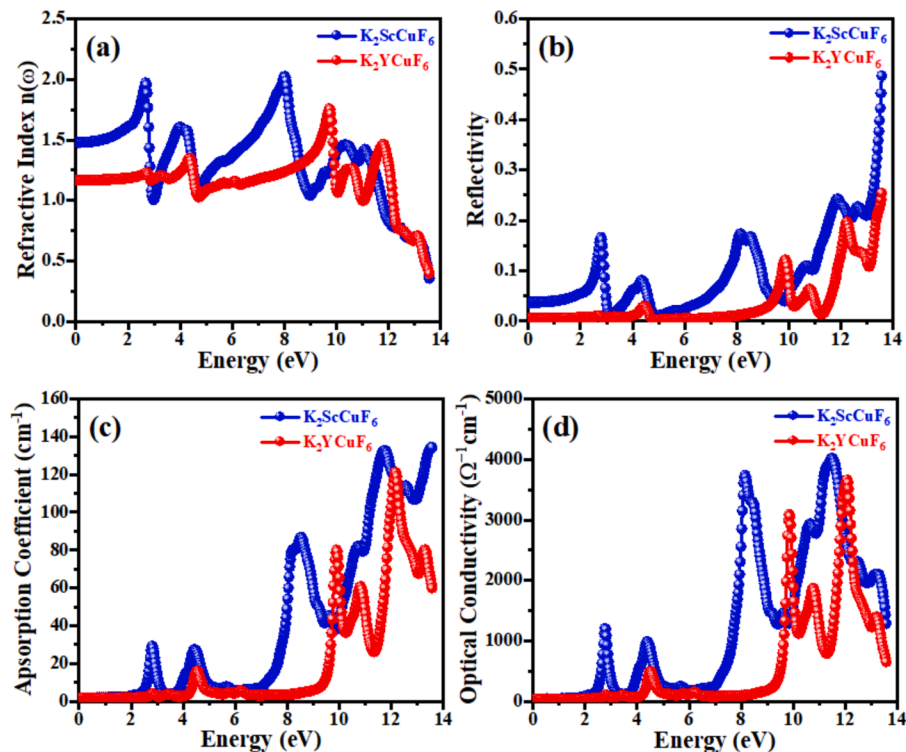 (a)
K₂ScCuF₆
K₂YCuF₆
Refractive Index n(ω)
2.5
2.0
1.5
1.0
0.5
0.0
0 2 4 6 8 10 12 14
Energy (eV)
(b)
K₂ScCuF₆
K₂YCuF₆
Reflectivity
0.6
0.5
0.4
0.3
0.2
0.1
0.0
0 2 4 6 8 10 12 14
Energy (eV)
(c)
K₂ScCuF₆
K₂YCuF₆
Apsorption Coefficient (cm⁻¹)
160
140
120
100
80
60
40
20
0
0 2 4 6 8 10 12 14
Energy (eV)
(d)
K₂ScCuF₆
K₂YCuF₆
Optical Conductivity (Ω⁻¹cm⁻¹)
5000
4000
3000
2000
1000
0
0 2 4 6 8 10 12 14
Energy (eV)